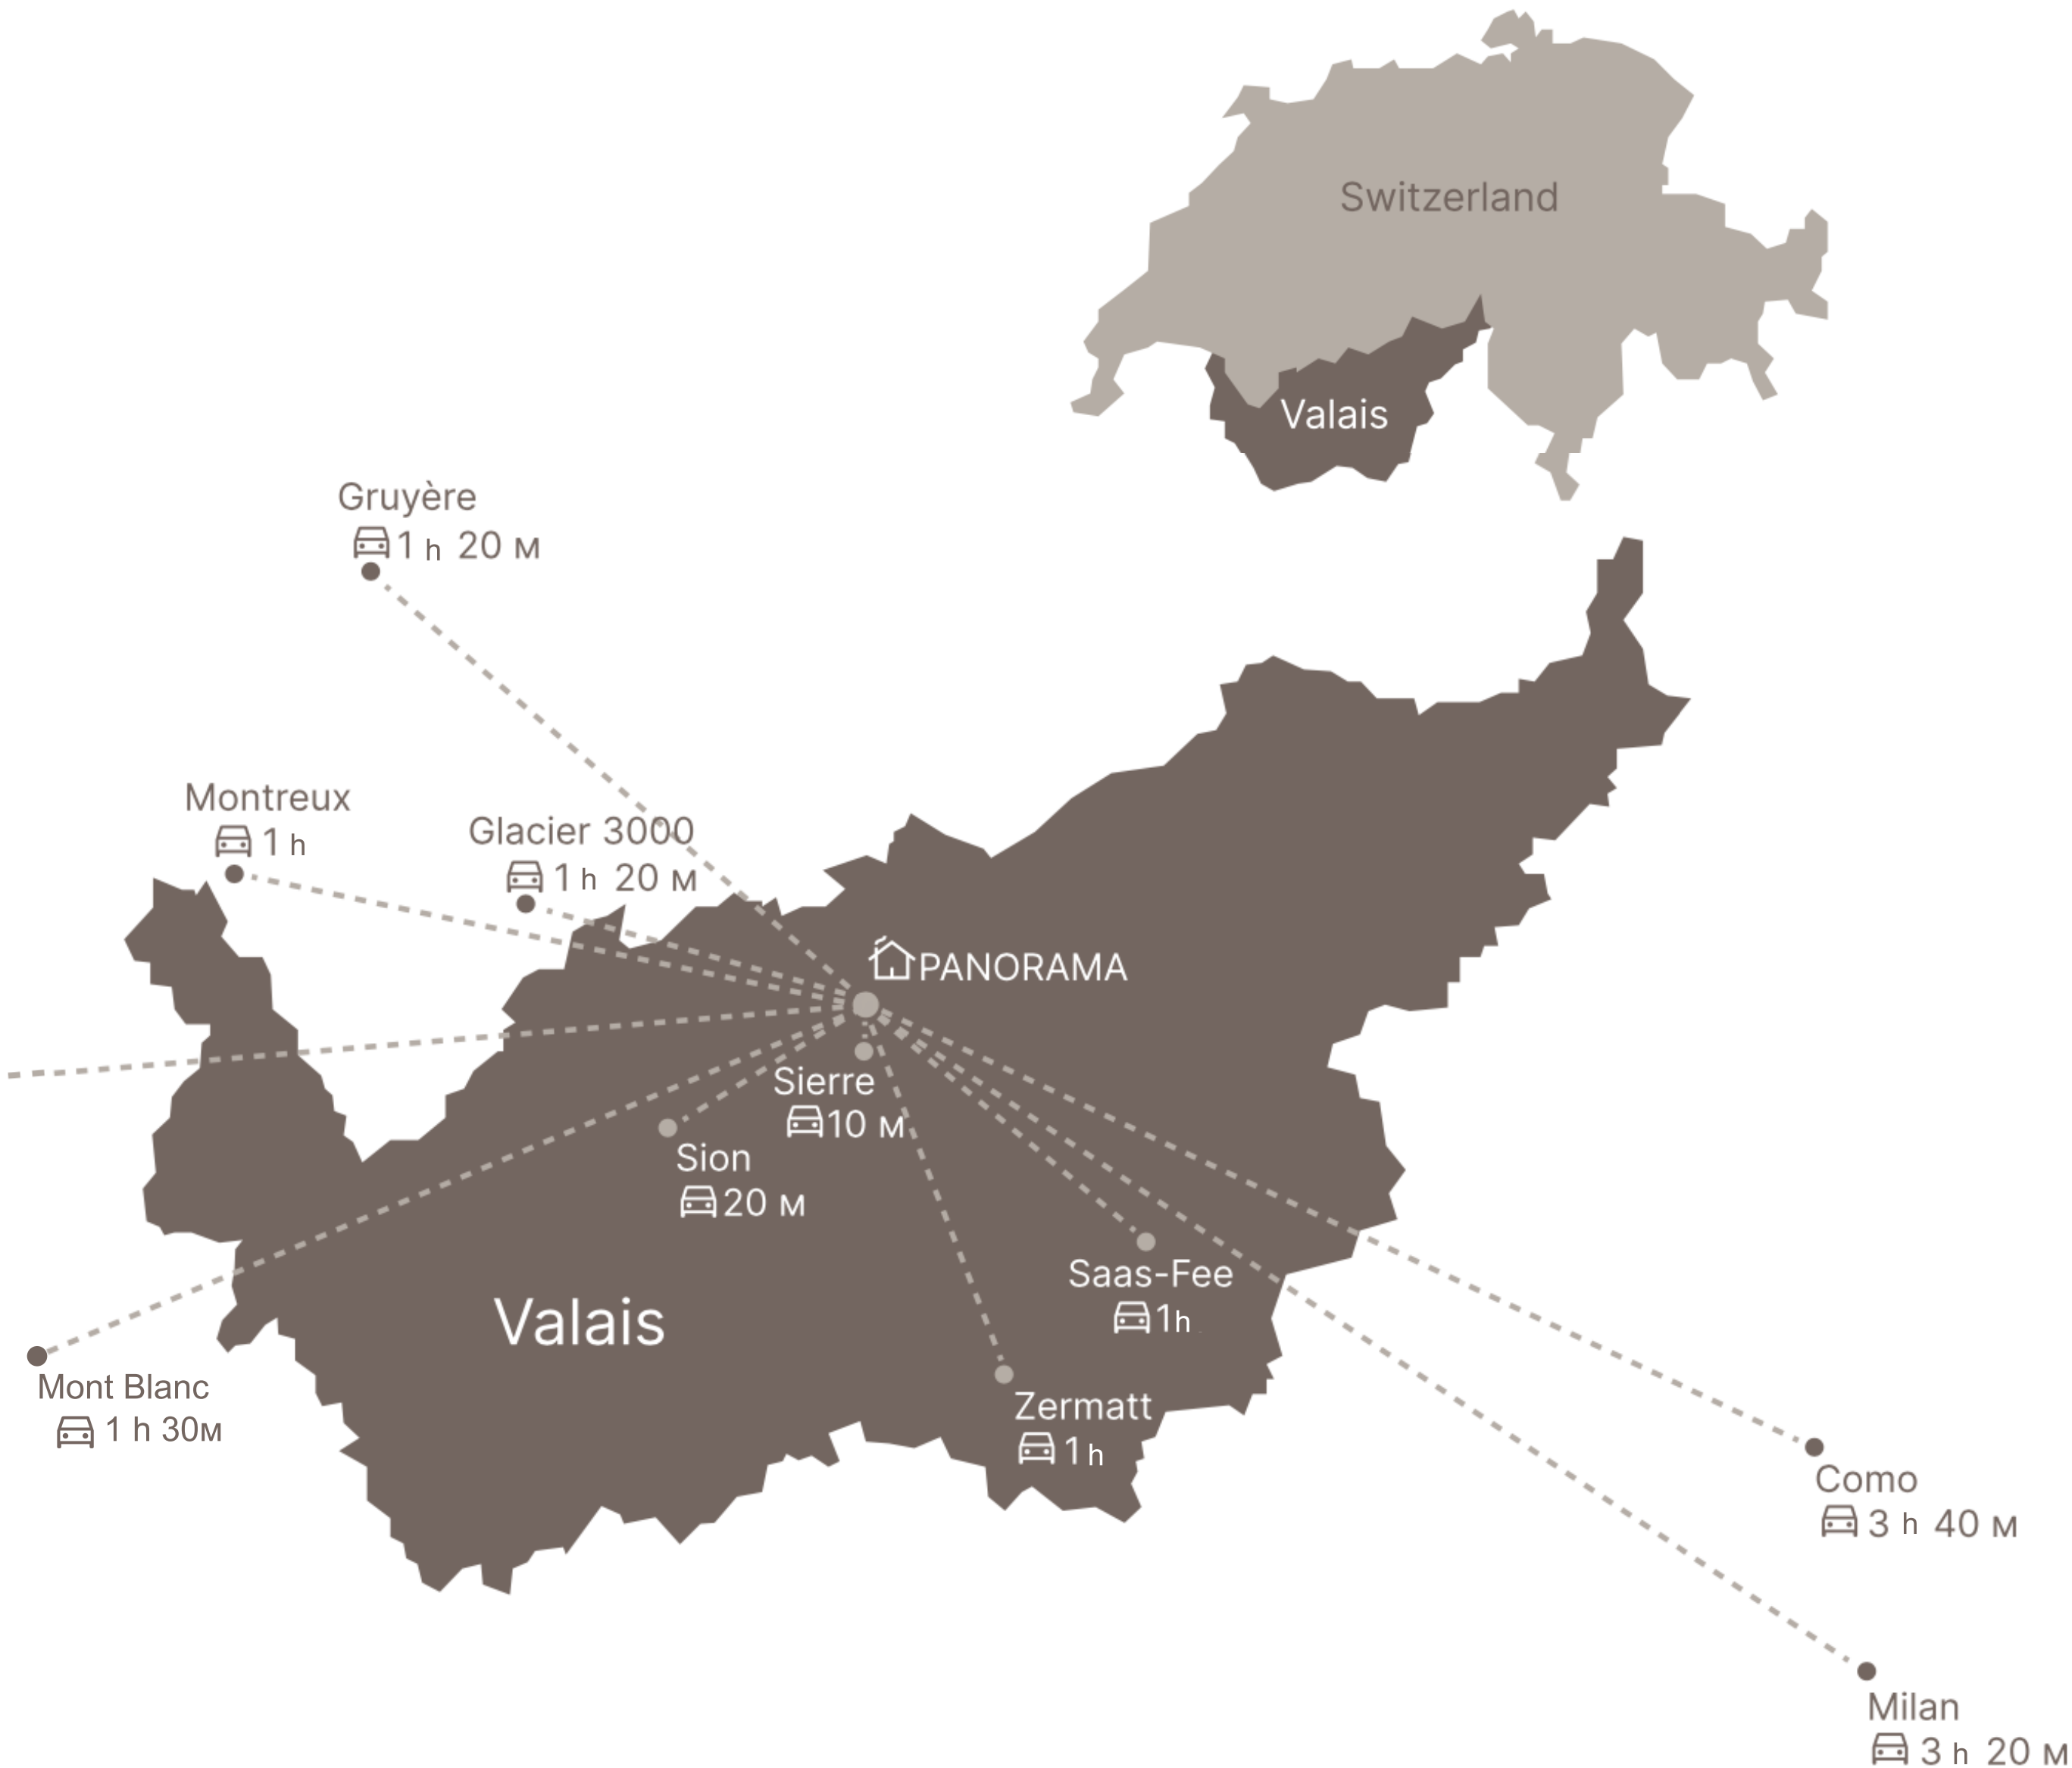 Switzerland
Valais
Gruyère
1 h 20 м
Montreux
1 h
Glacier 3000
1 h 20 м
PANORAMA
Sierre
10 м
Sion
20 м
Saas-Fee
1h
Valais
Mont Blanc
1 h 30м
Zermatt
1 h
Como
3 h 40 м
Milan
3 h 20 м